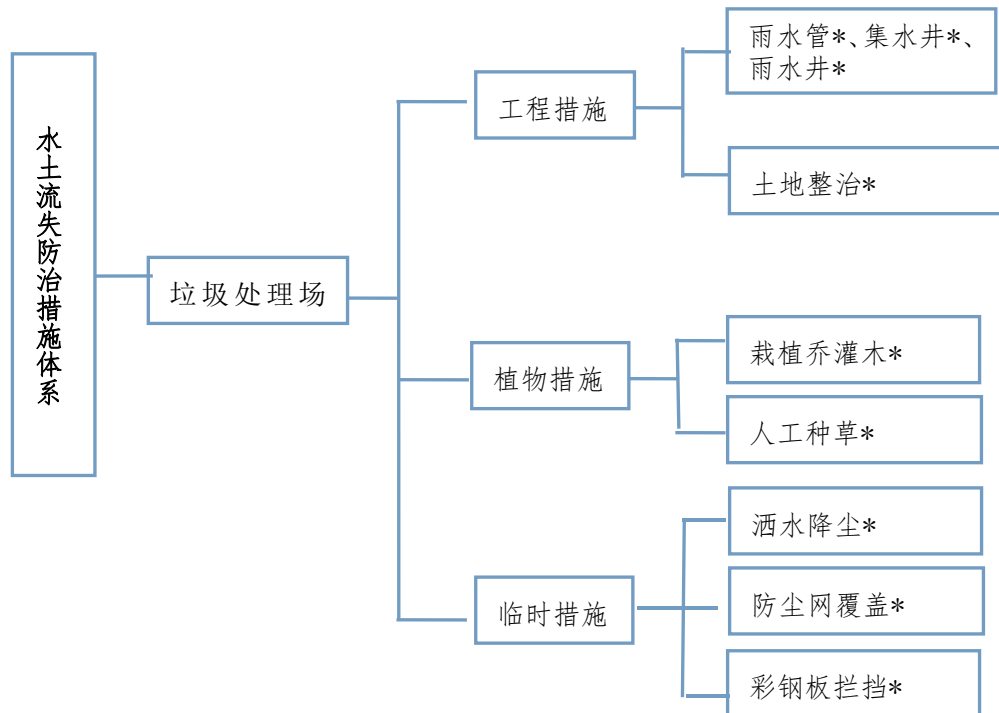 水土流失防治措施体系
垃圾处理场
工程措施
雨水管*、集水井*、
雨水井*
土地整治*
植物措施
栽植乔灌木*
人工种草*
临时措施
洒水降尘*
防尘网覆盖*
彩钢板拦挡*